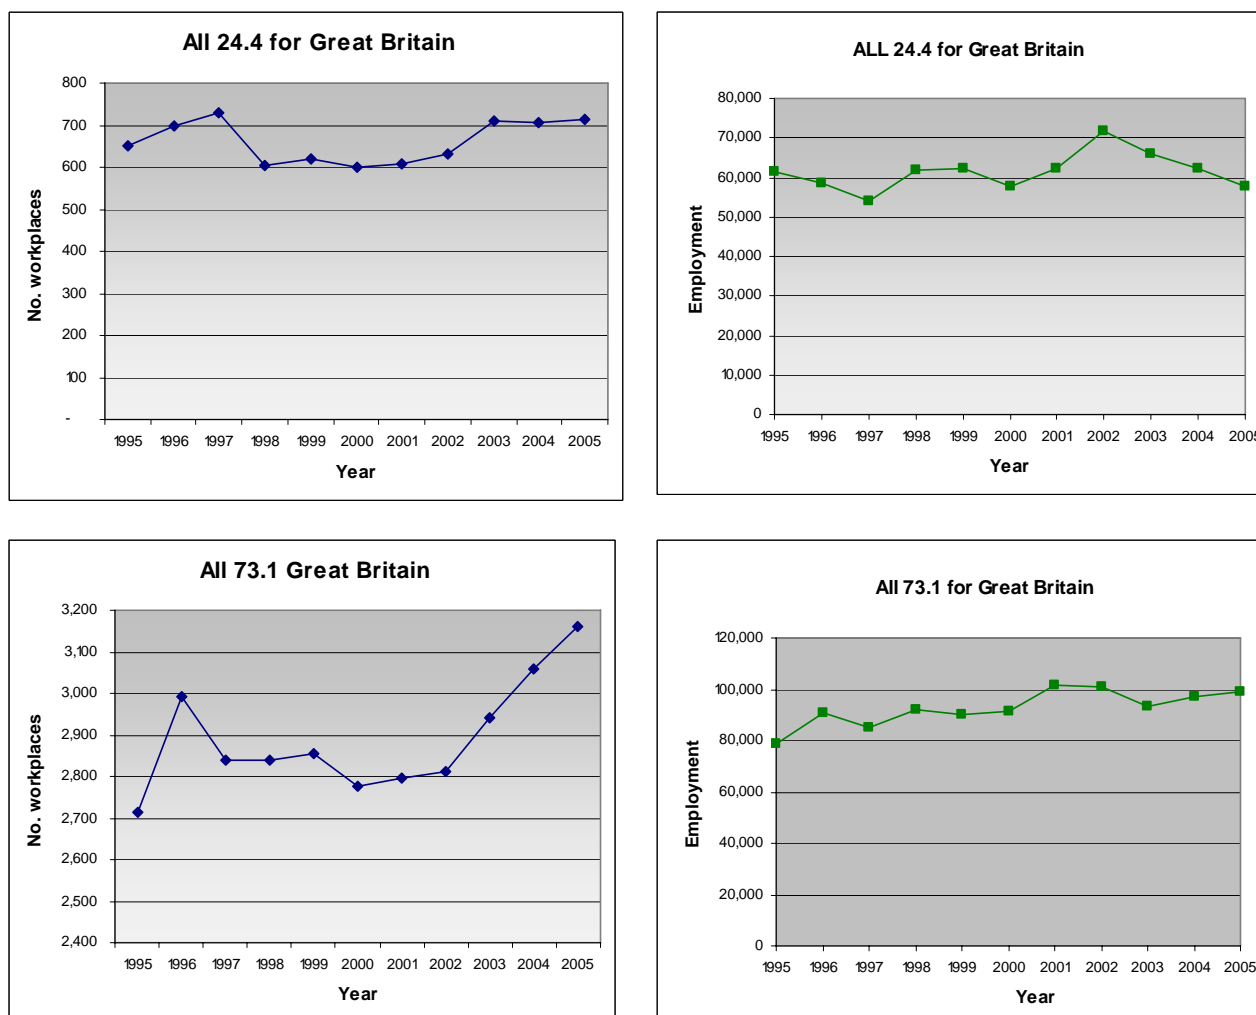 All 24.4 for Great Britain
800
700
600
500
400
300
200
100
-
No. workplaces
1995 1996 1997 1998 1999 2000 2001 2002 2003 2004 2005
Year
ALL 24.4 for Great Britain
80,000
70,000
60,000
50,000
40,000
30,000
20,000
10,000
0
Employment
1995 1996 1997 1998 1999 2000 2001 2002 2003 2004 2005
Year
All 73.1 Great Britain
3,200
3,100
3,000
2,900
2,800
2,700
2,600
2,500
2,400
No. workplaces
1995 1996 1997 1998 1999 2000 2001 2002 2003 2004 2005
Year
All 73.1 for Great Britain
120,000
100,000
80,000
60,000
40,000
20,000
0
Employment
1995 1996 1997 1998 1999 2000 2001 2002 2003 2004 2005
Year